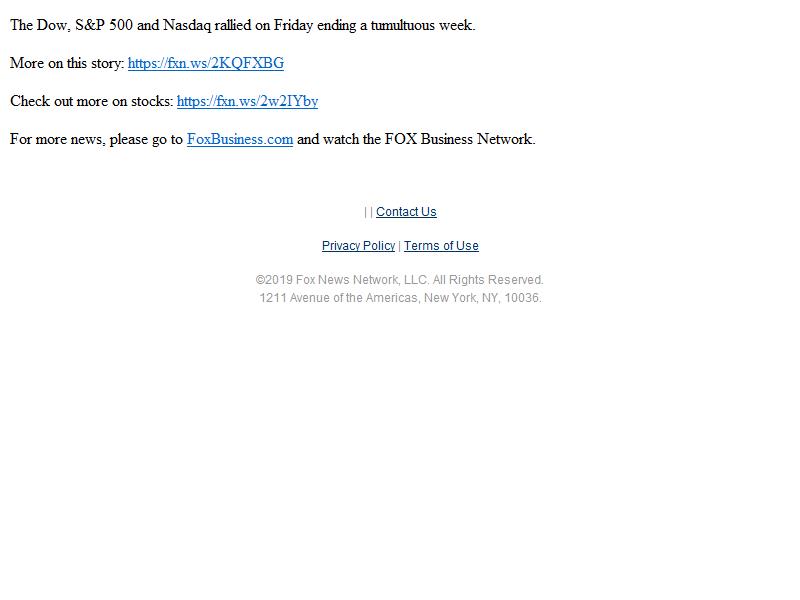 The Dow, S&P 500 and Nasdaq rallied on Friday ending a tumultuous week.
More on this story: https://fxn.ws/2KQFXBG
Check out more on stocks: https://fxn.ws/2w2IYby
For more news, please go to FoxBusiness.com and watch the FOX Business Network.
| | Contact Us
Privacy Policy | Terms of Use
©2019 Fox News Network, LLC. All Rights Reserved.
1211 Avenue of the Americas, New York, NY, 10036.